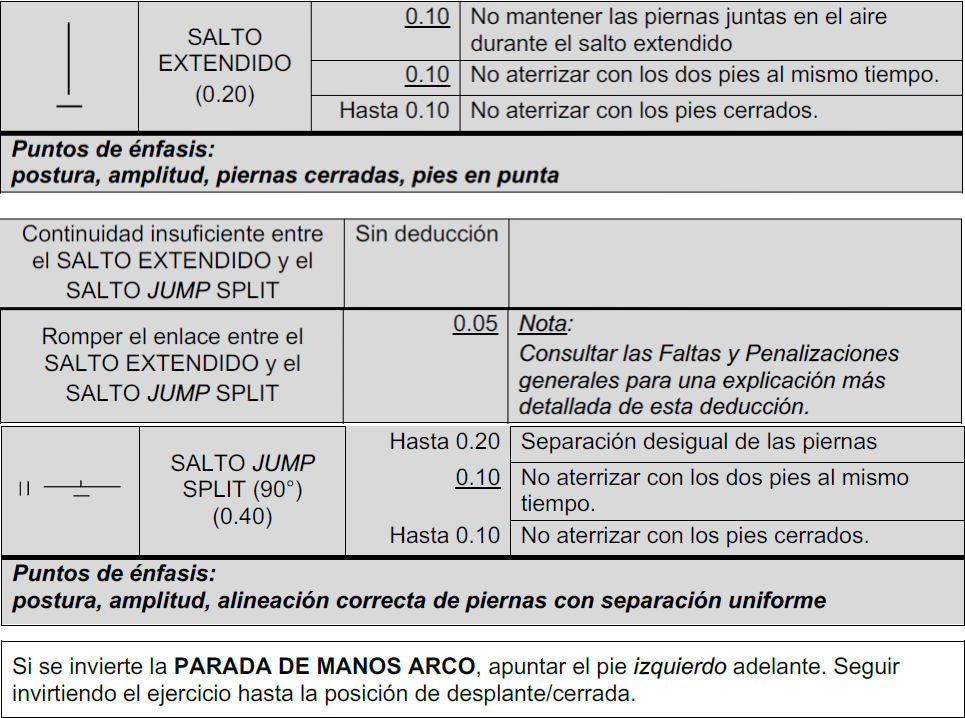 SALTO
EXTENDIDO
(0.20)
0.10 No mantener las piernas juntas en el aire
durante el salto extendido
0.10 No aterrizar con los dos pies al mismo tiempo.
Hasta 0.10 No aterrizar con los pies cerrados.
Puntos de énfasis:
postura, amplitud, piernas cerradas, pies en punta
Continuidad insuficiente entre
el SALTO EXTENDIDO y el
SALTO JUMP SPLIT
Sin deducción
Romper el enlace entre el
SALTO EXTENDIDO y el
SALTO JUMP SPLIT
0.05
Nota:
Consultar las Faltas y Penalizaciones
generales para una explicación más
detallada de esta deducción.
SALTO JUMP
SPLIT (90°)
(0.40)
Hasta 0.20 Separación desigual de las piernas
0.10 No aterrizar con los dos pies al mismo
tiempo.
Hasta 0.10 No aterrizar con los pies cerrados.
Puntos de énfasis:
postura, amplitud, alineación correcta de piernas con separación uniforme
Si se invierte la PARADA DE MANOS ARCO, apuntar el pie izquierdo adelante. Seguir
invirtiendo el ejercicio hasta la posición de desplante/cerrada.